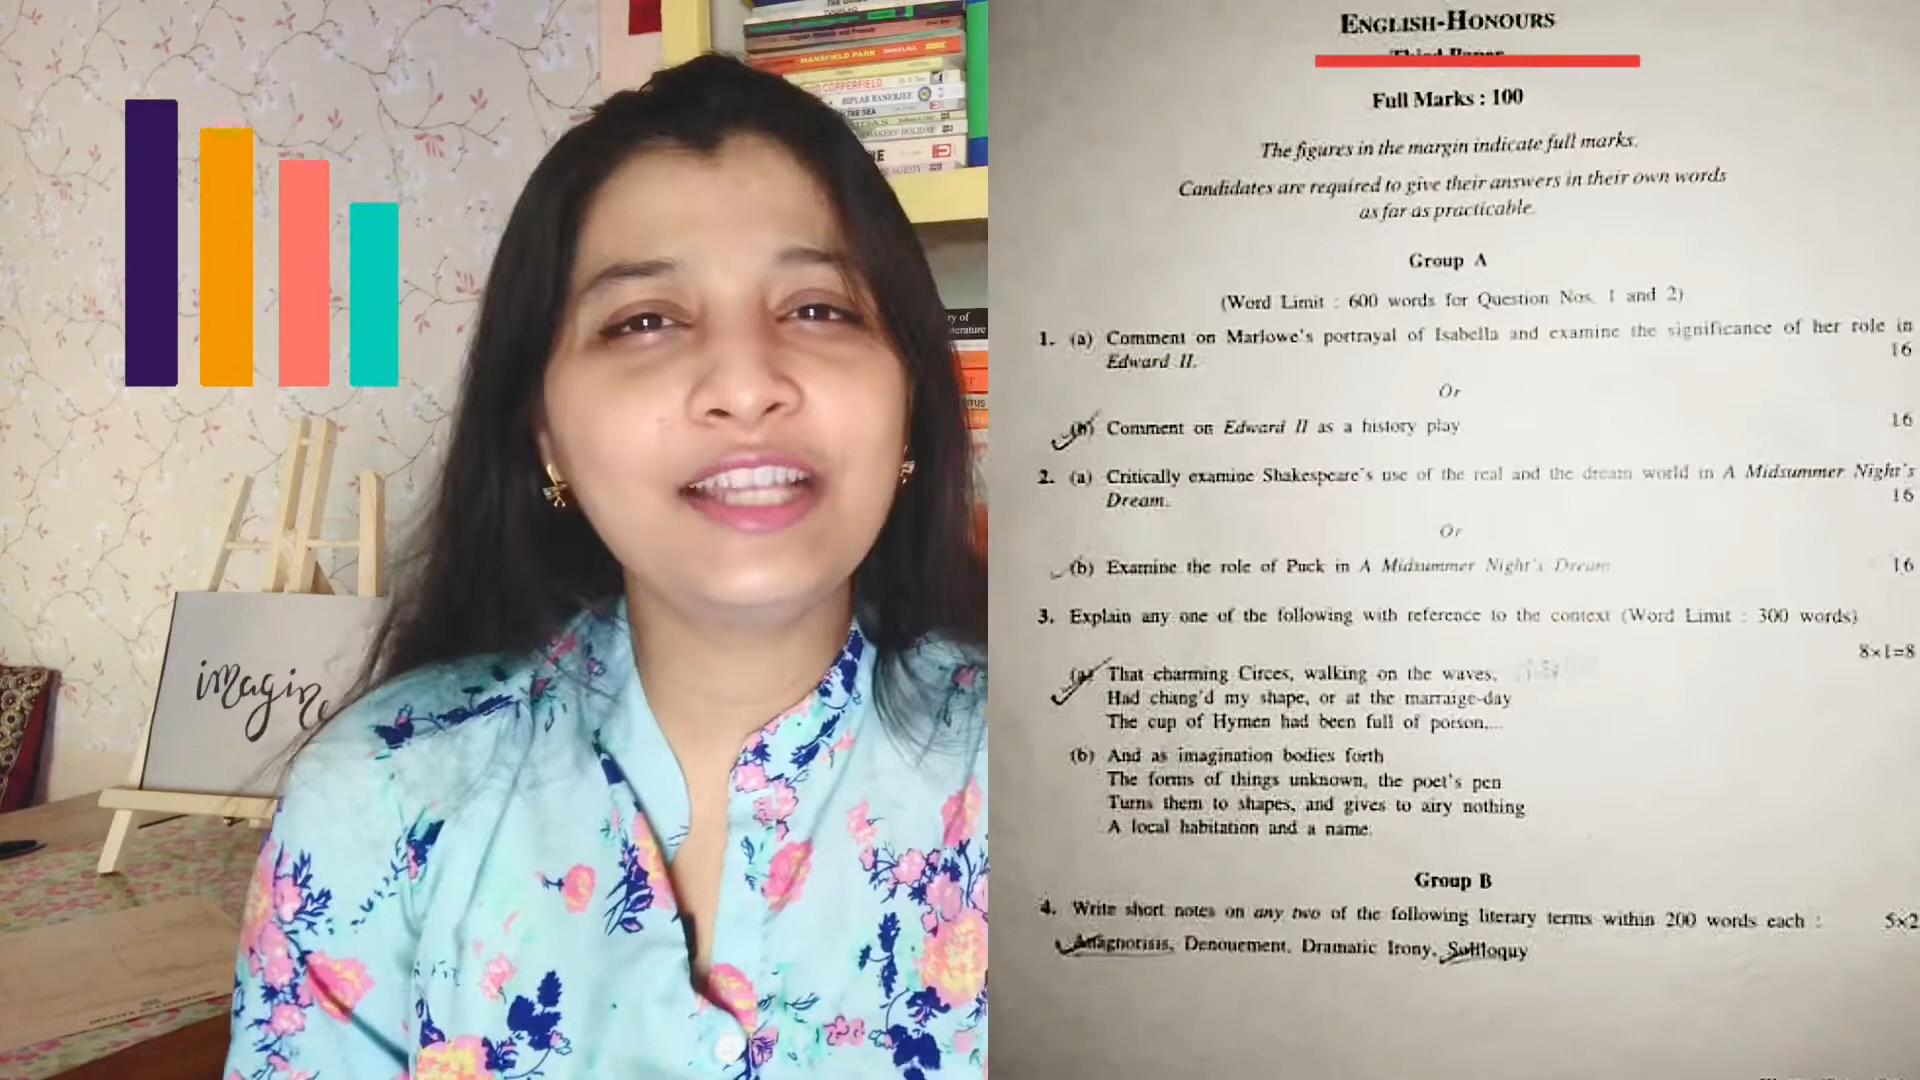 MANSFIELD PARK
COPPERFIELD
BIPLAB BANERJEE
THE SEA
HOLIDAY
imagine
ENGLISH-HONOURS
Third Paper
Full Marks : 100
The figures in the margin indicate full marks.
Candidates are required to give their answers in their own words
as far as practicable.
Group A
(Word Limit : 600 words for Question Nos. 1 and 2)
1. (a) Comment on Marlowe's portrayal of Isabella and examine the significance of her role in
Edward II. 16
Or
(b) Comment on Edward II as a history play. 16
2. (a) Critically examine Shakespeare's use of the real and the dream world in A Midsummer Night's
Dream. 16
Or
(b) Examine the role of Puck in A Midsummer Night's Dream. 16
3. Explain any one of the following with reference to the context (Word Limit : 300 words)
8×1=8
(a) That charming Circes, walking on the waves,
Had chang'd my shape, or at the marraige-day
The cup of Hymen had been full of poison,...
(b) And as imagination bodies forth
The forms of things unknown, the poet's pen
Turns them to shapes, and gives to airy nothing
A local habitation and a name.
Group B
4. Write short notes on any two of the following literary terms within 200 words each : 5×2
Anagnorisis, Denouement, Dramatic Irony, Soliloquy